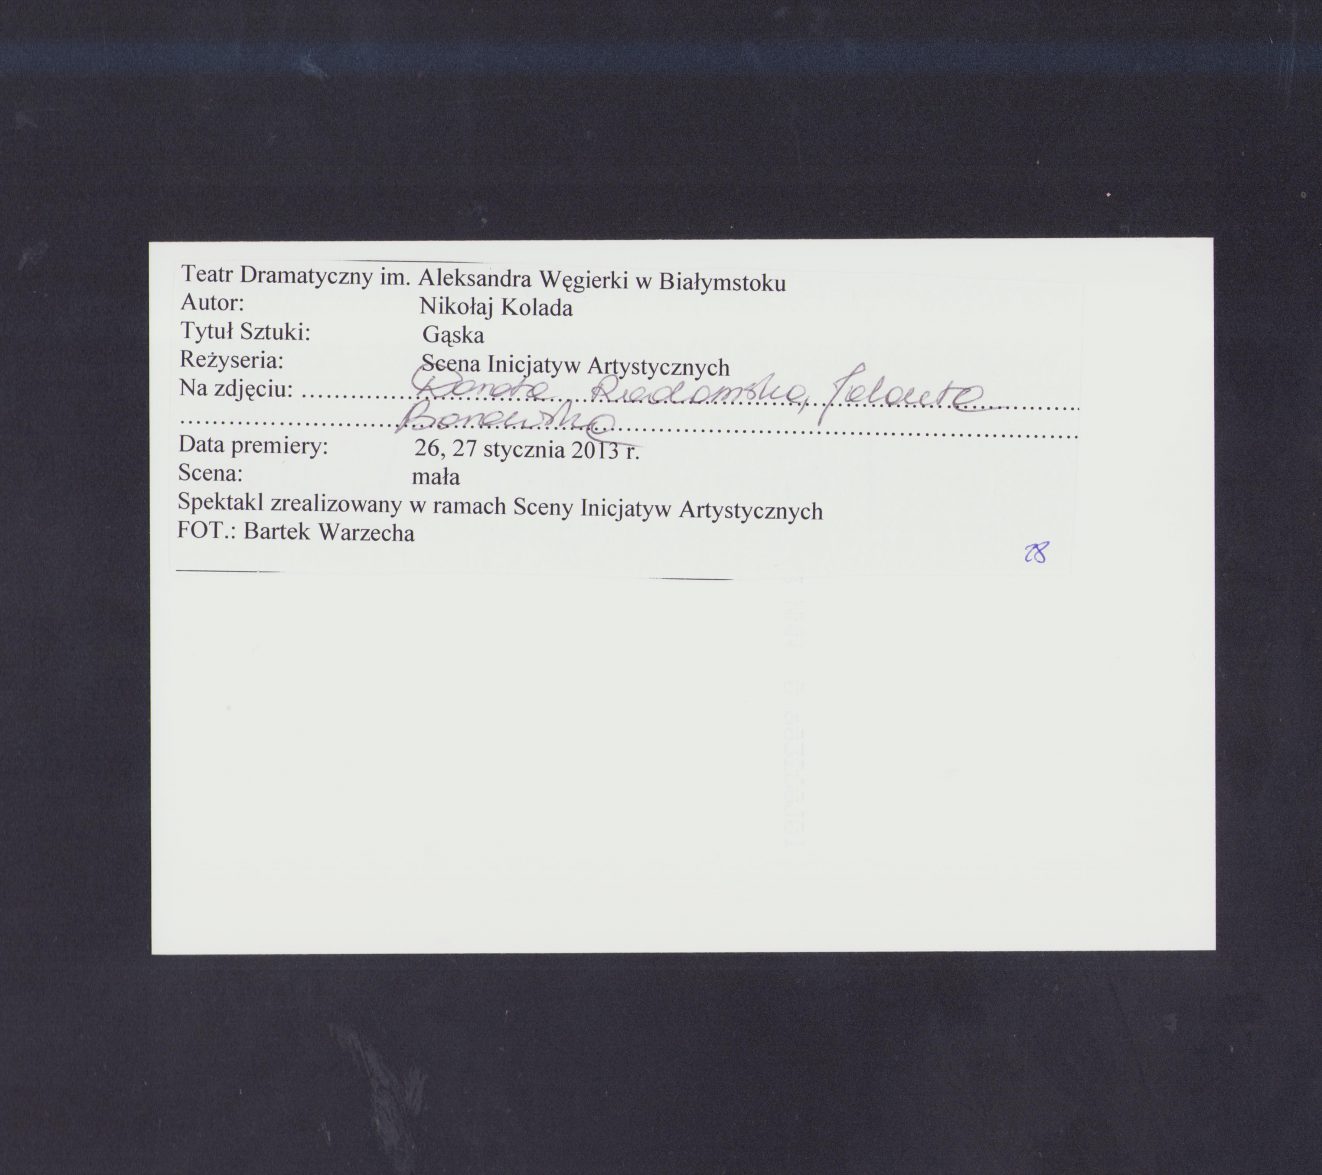 Teatr Dramatyczny im. Aleksandra Węgierki w Białymstoku
Autor: Nikołaj Kolada
Tytuł Sztuki: Gąska
Reżyseria: Scena Inicjatyw Artystycznych
Na zdjęciu: Danuta Radomska, Jolanta
Borowska
Data premiery: 26, 27 stycznia 2013 r.
Scena: mała
Spektakl zrealizowany w ramach Sceny Inicjatyw Artystycznych
FOT.: Bartek Warzecha
28